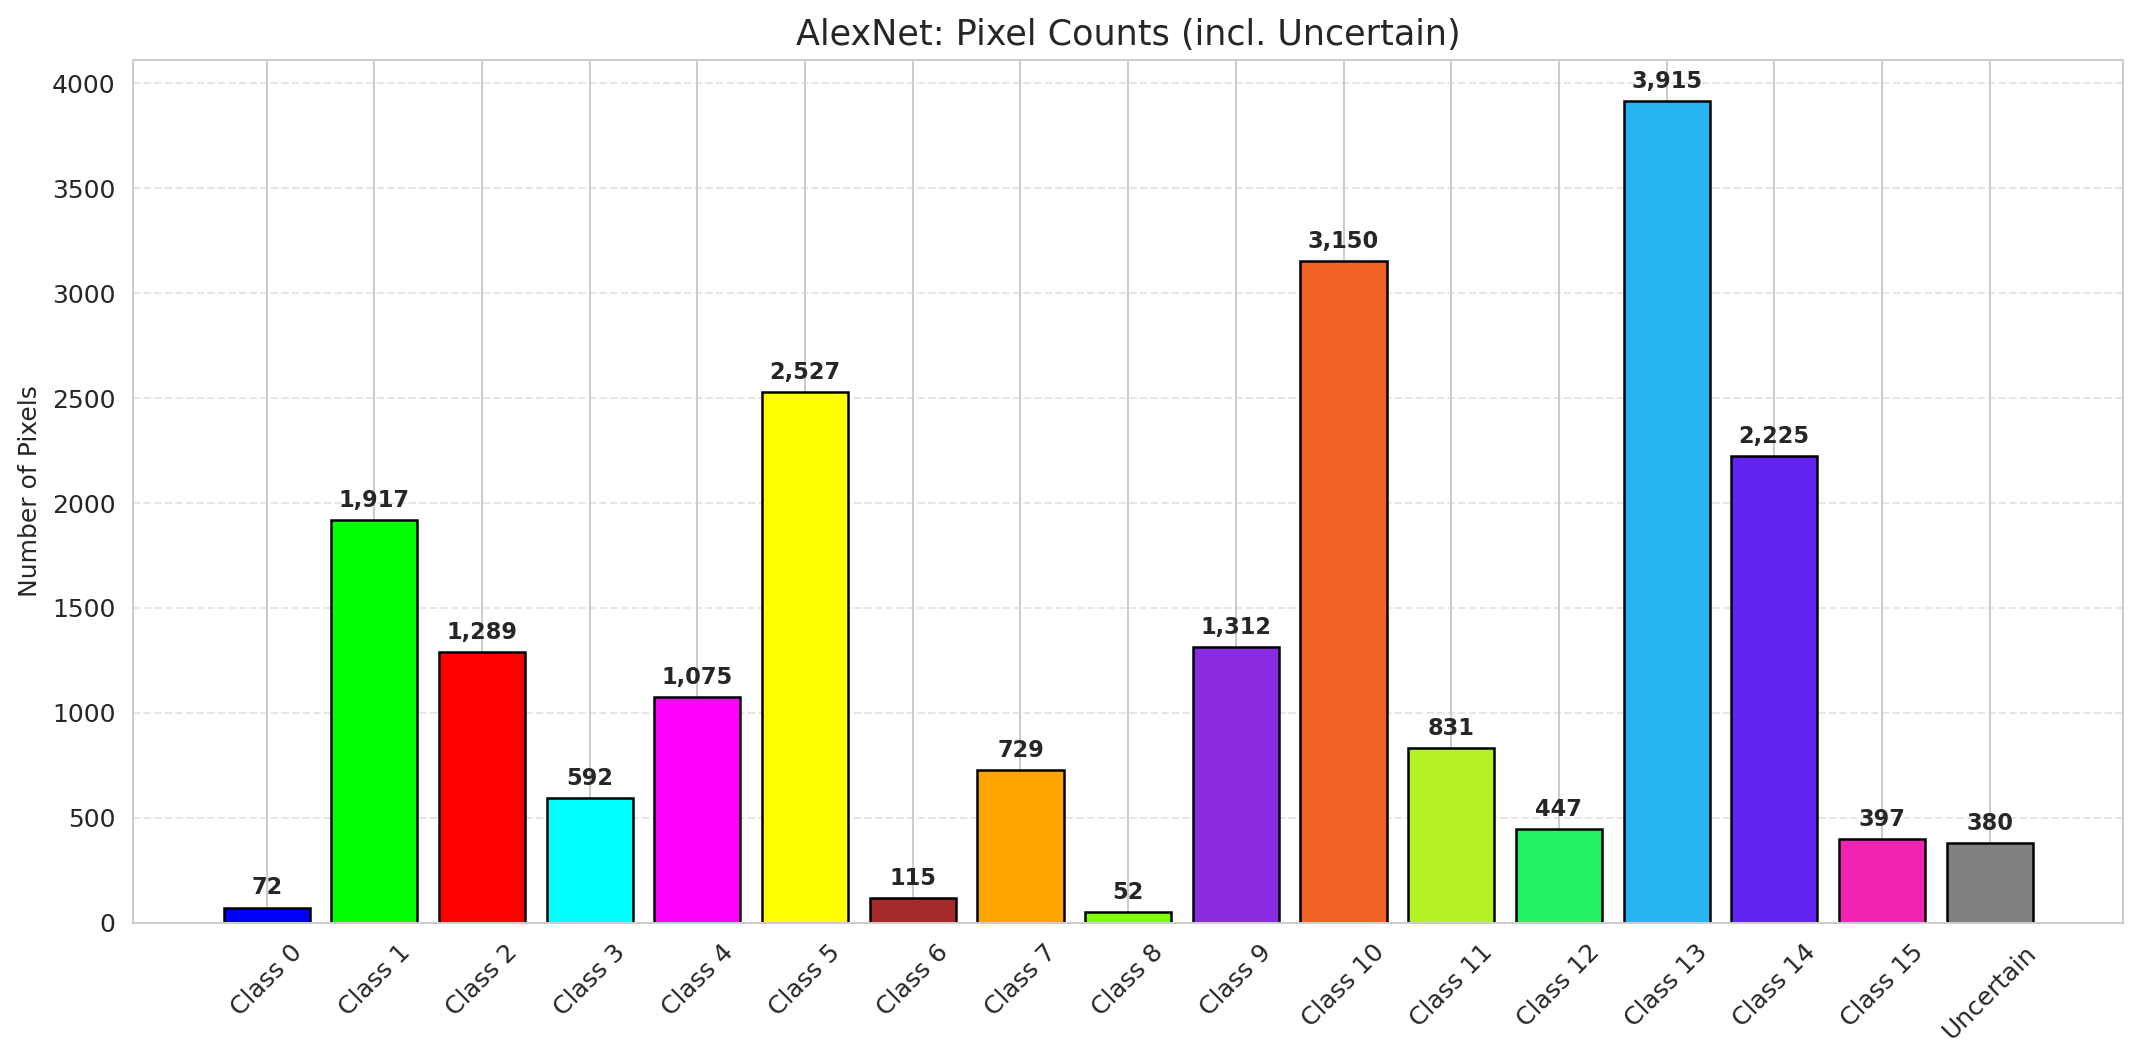 AlexNet: Pixel Counts (incl. Uncertain)
Number of Pixels
4000
3500
3000
2500
2000
1500
1000
500
0
72
1,917
1,289
592
1,075
2,527
115
729
52
1,312
3,150
831
447
3,915
2,225
397
380
Class 0
Class 1
Class 2
Class 3
Class 4
Class 5
Class 6
Class 7
Class 8
Class 9
Class 10
Class 11
Class 12
Class 13
Class 14
Class 15
Uncertain